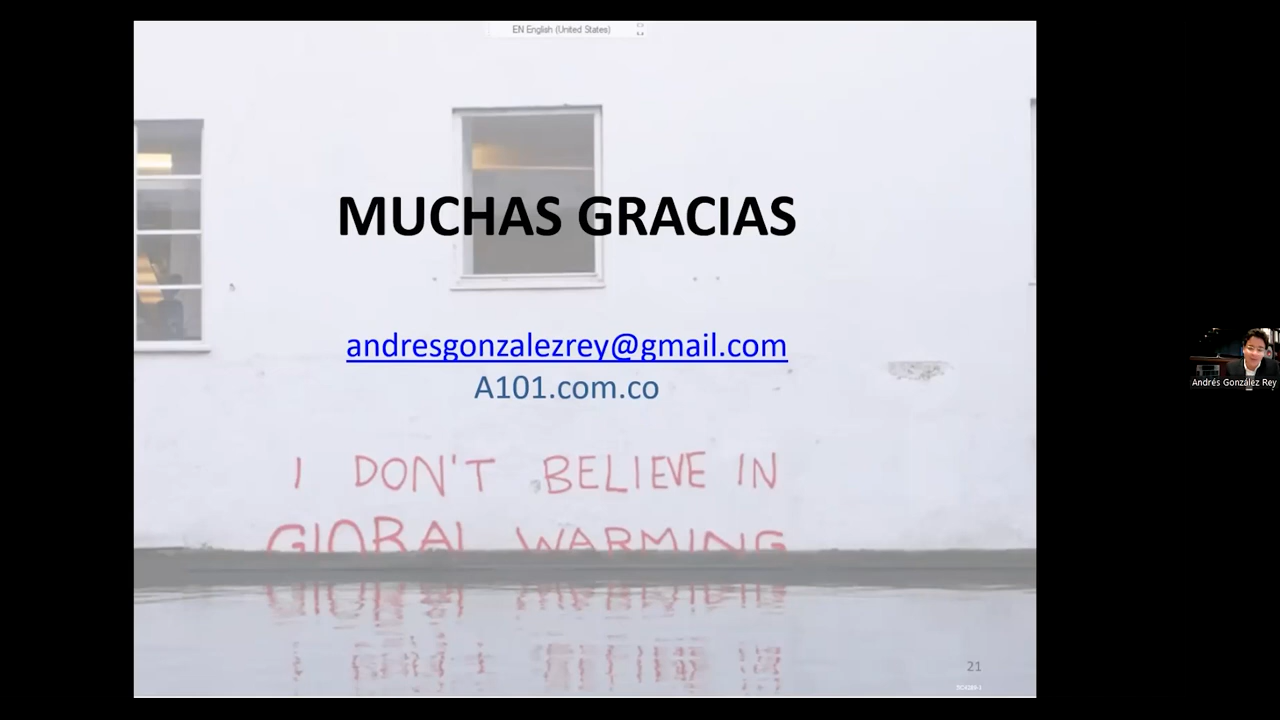 EN English (United States)
MUCHAS GRACIAS
andresgonzalezrey@gmail.com
A101.com.co
I DON'T BELIEVE IN
GLOBAL WARMING
21
Andrés González Rey